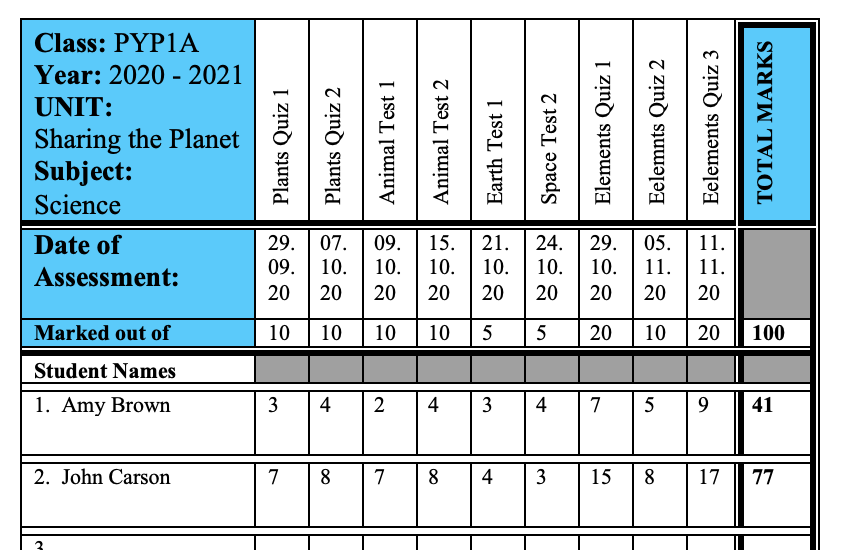 Class: PYP1A
Year: 2020 - 2021
UNIT:
Sharing the Planet
Subject:
Science
Plants Quiz 1
Plants Quiz 2
Animal Test 1
Animal Test 2
Earth Test 1
Space Test 2
Elements Quiz 1
Eelemnts Quiz 2
Eelements Quiz 3
TOTAL MARKS
Date of 29. 07. 09. 15. 21. 24. 29. 05. 11.
Assessment: 09. 10. 10. 10. 10. 10. 10. 11. 11.
20 20 20 20 20 20 20 20 20
Marked out of 10 10 10 10 5 5 20 10 20 100
Student Names
1. Amy Brown 3 4 2 4 3 4 7 5 9 41
2. John Carson 7 8 7 8 4 3 15 8 17 77
3.